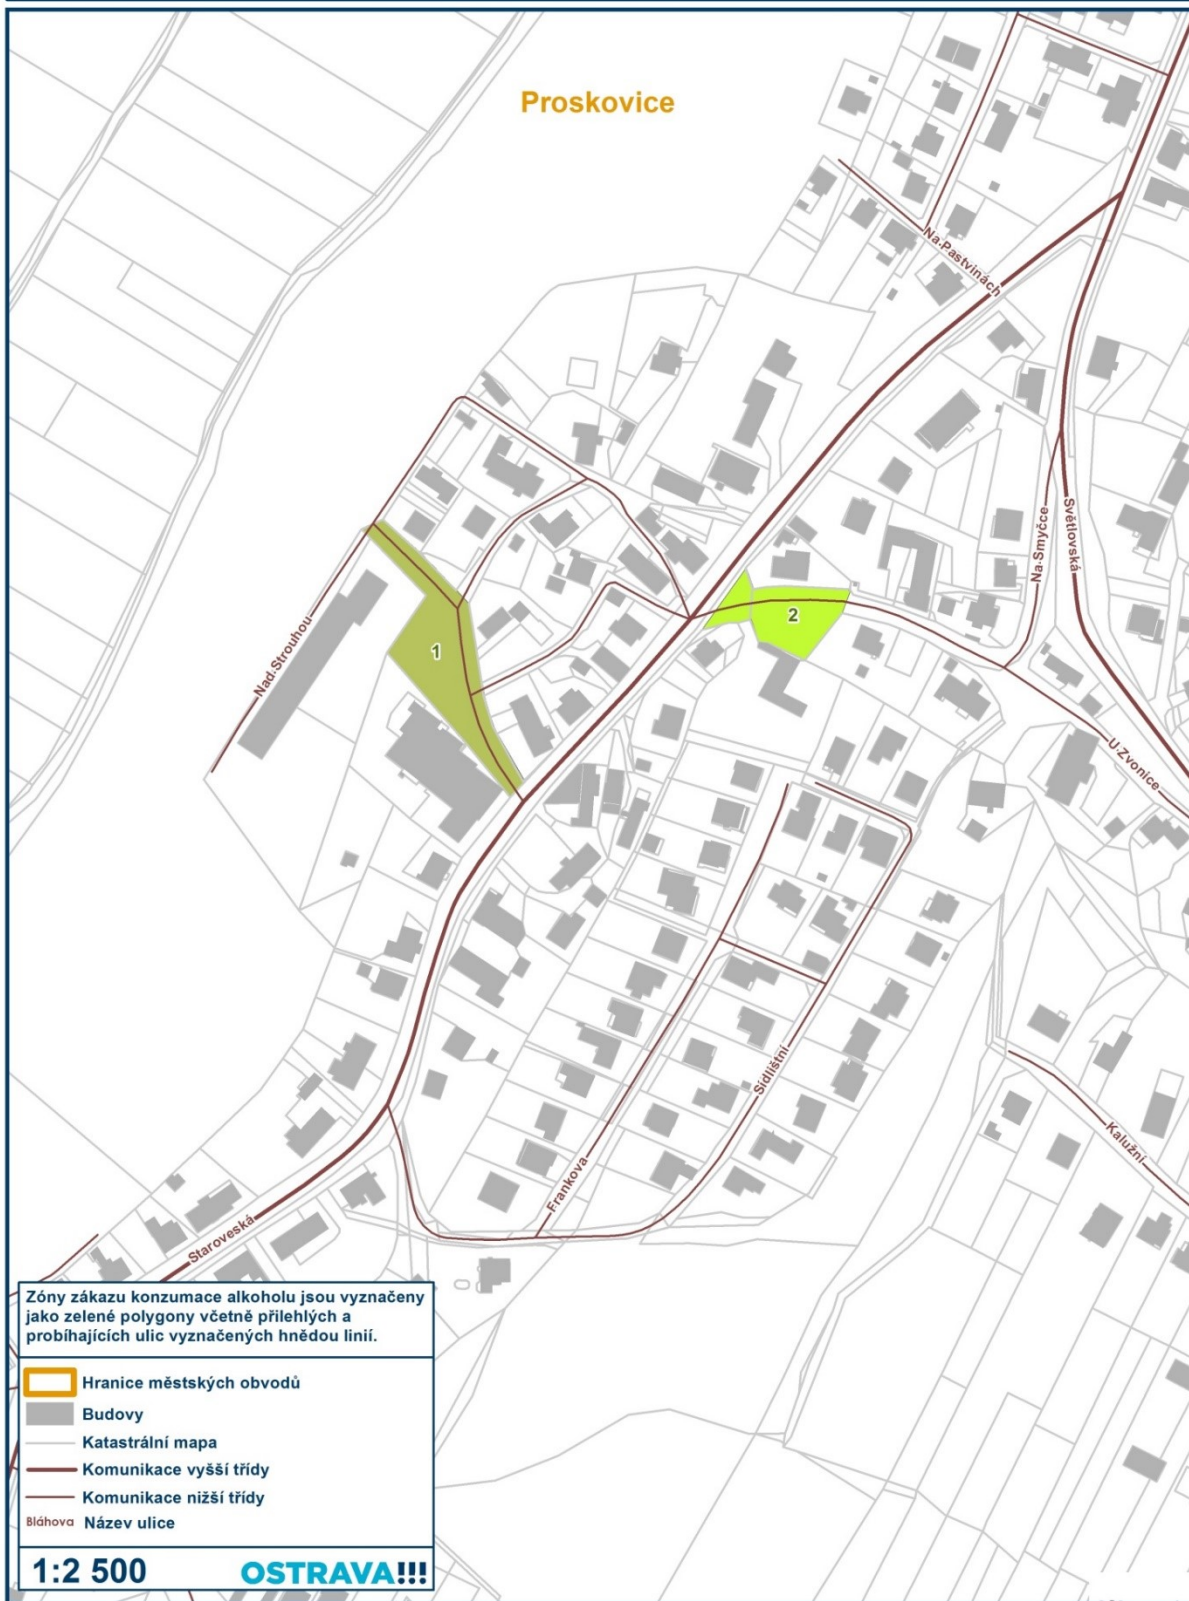 Proskovice
Na Pastvinách
Nad Strouhou
1
2
Na Smyčce
Světlovská
U Zvonice
Sídlištní
Frankova
Kalužní
Staroveská
Zóny zákazu konzumace alkoholu jsou vyznačeny
jako zelené polygony včetně přilehlých a
probíhajících ulic vyznačených hnědou linií.
Hranice městských obvodů
Budovy
Katastrální mapa
Komunikace vyšší třídy
Komunikace nižší třídy
Bláhova Název ulice
1:2 500 OSTRAVA!!!